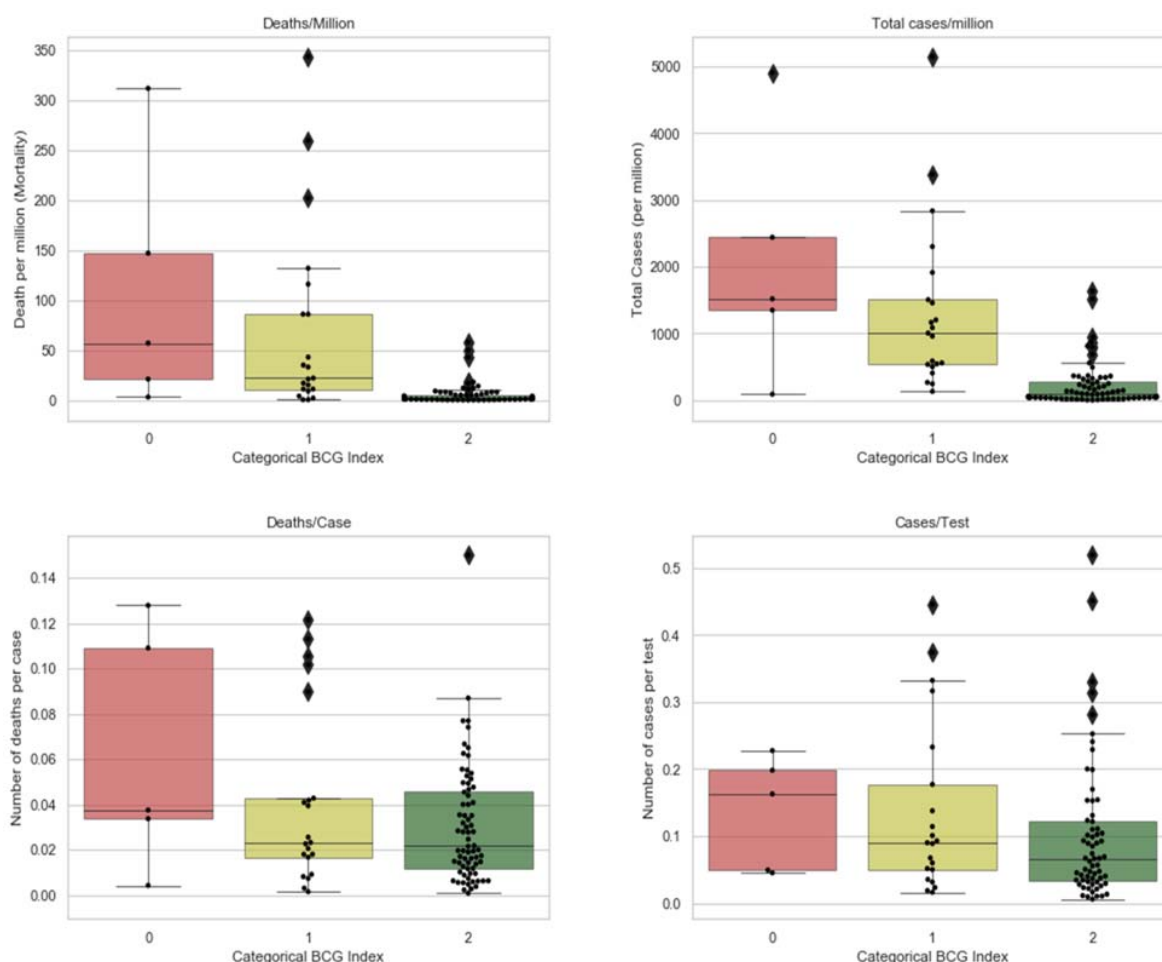 Deaths/Million
Death per million (Mortality)
350
300
250
200
150
100
50
0
0 1 2
Categorical BCG Index
Total cases/million
Total Cases (per million)
5000
4000
3000
2000
1000
0
0 1 2
Categorical BCG Index
Deaths/Case
Number of deaths per case
0.14
0.12
0.10
0.08
0.06
0.04
0.02
0.00
0 1 2
Categorical BCG Index
Cases/Test
Number of cases per test
0.5
0.4
0.3
0.2
0.1
0.0
0 1 2
Categorical BCG Index